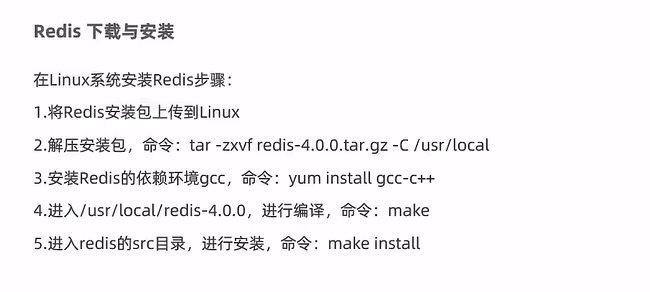 Redis 下载与安装
在Linux系统安装Redis步骤：
1.将Redis安装包上传到Linux
2.解压安装包，命令：tar -zxvf redis-4.0.0.tar.gz -C /usr/local
3.安装Redis的依赖环境gcc，命令：yum install gcc-c++
4.进入/usr/local/redis-4.0.0，进行编译，命令：make
5.进入redis的src目录，进行安装，命令：make install